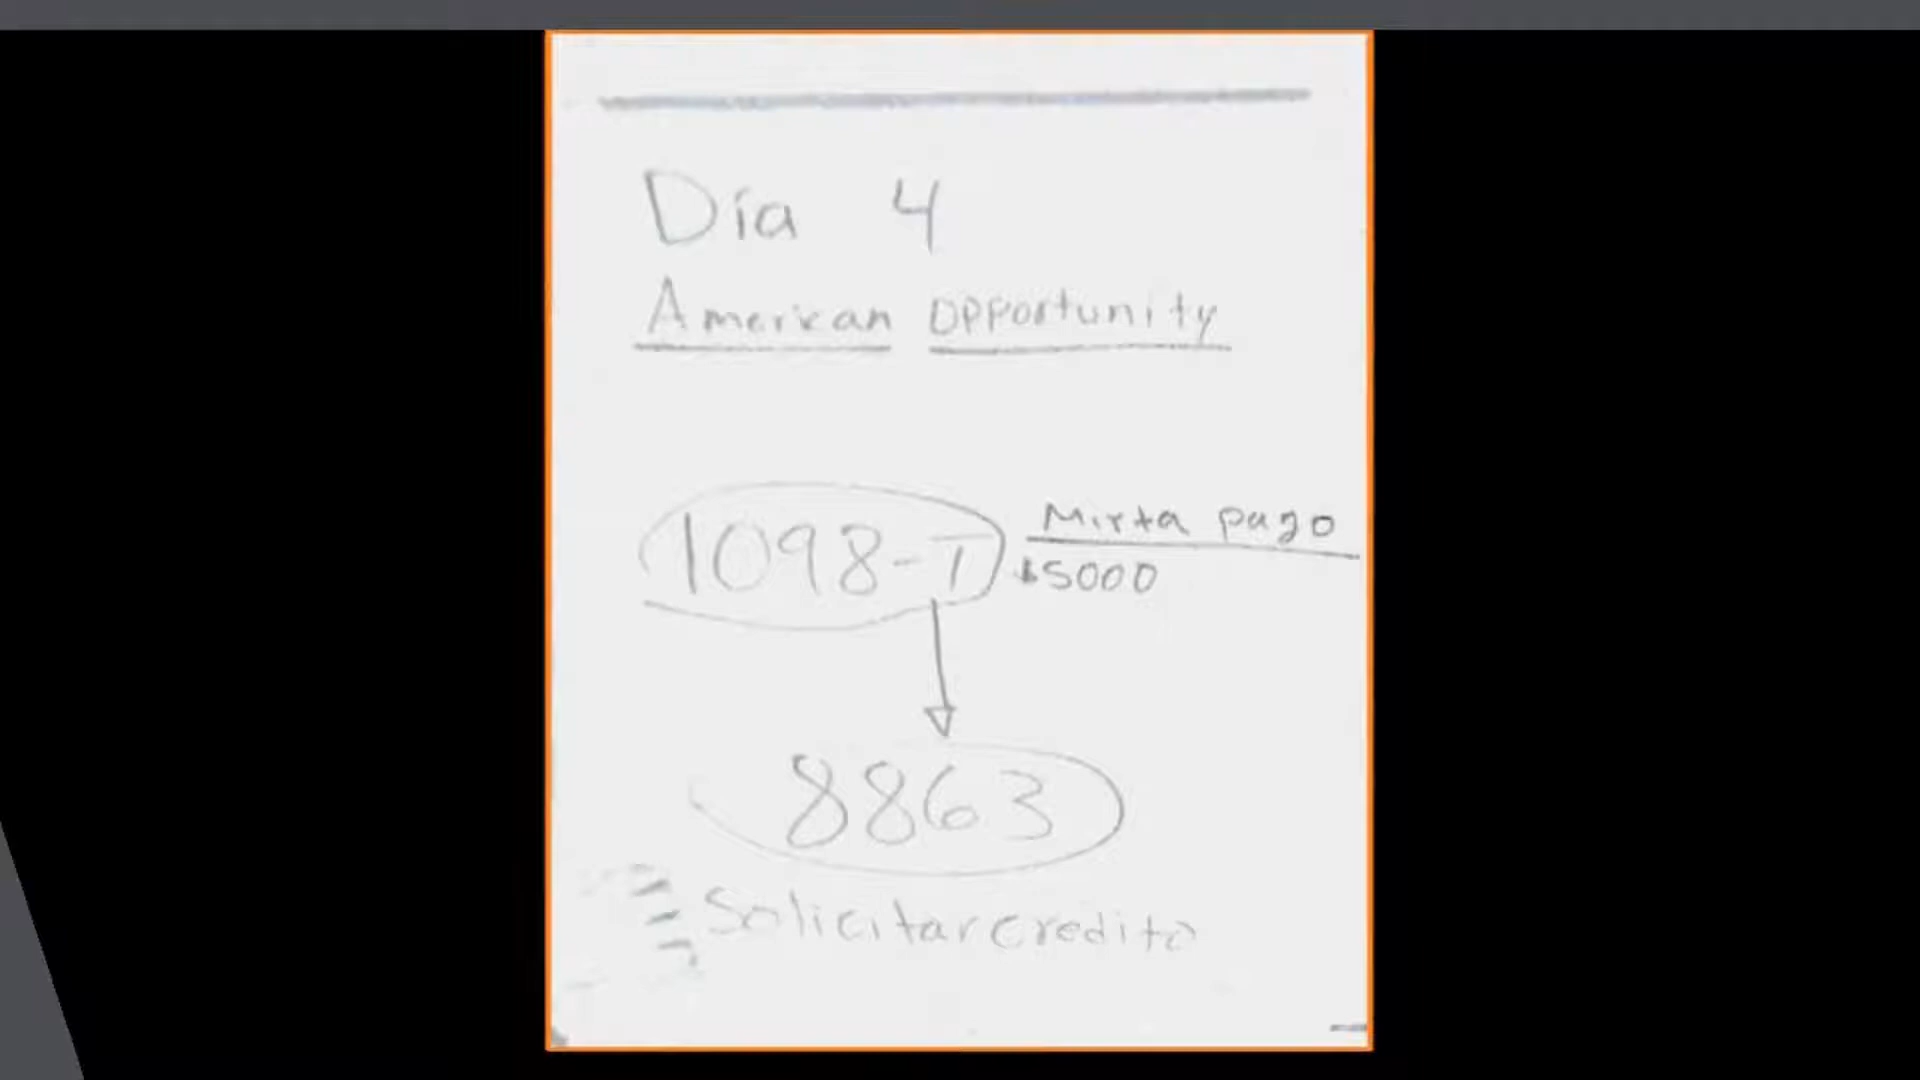 Día 4
American opportunity
1098-T
Mirta pago
$5000
8863
Solicitar credito